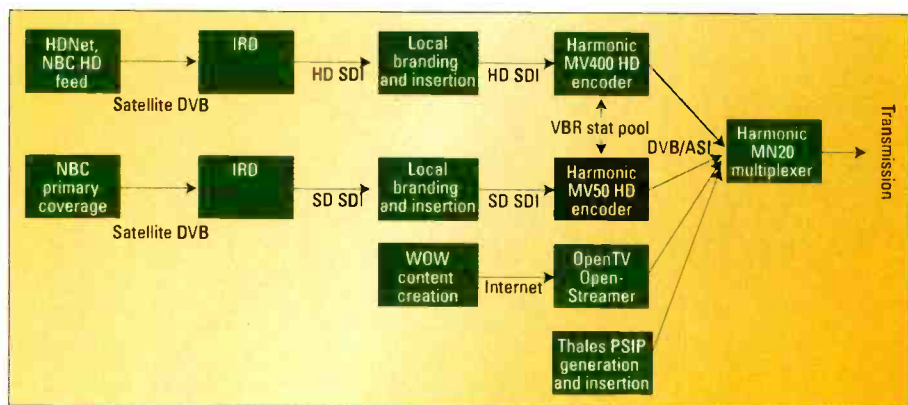 HDNet,
NBC HD
feed
Satellite DVB
IRD
HD SDI
Local
branding
and insertion
HD SDI
Harmonic
MV400 HD
encoder
VBR stat pool
DVB/ASI
Harmonic
MN20
multiplexer
Transmission
NBC
primary
coverage
Satellite DVB
IRD
SD SDI
Local
branding
and insertion
SD SDI
Harmonic
MV50 HD
encoder
WOW
content
creation
Internet
OpenTV
Open-
Streamer
Thales PSIP
generation
and insertion